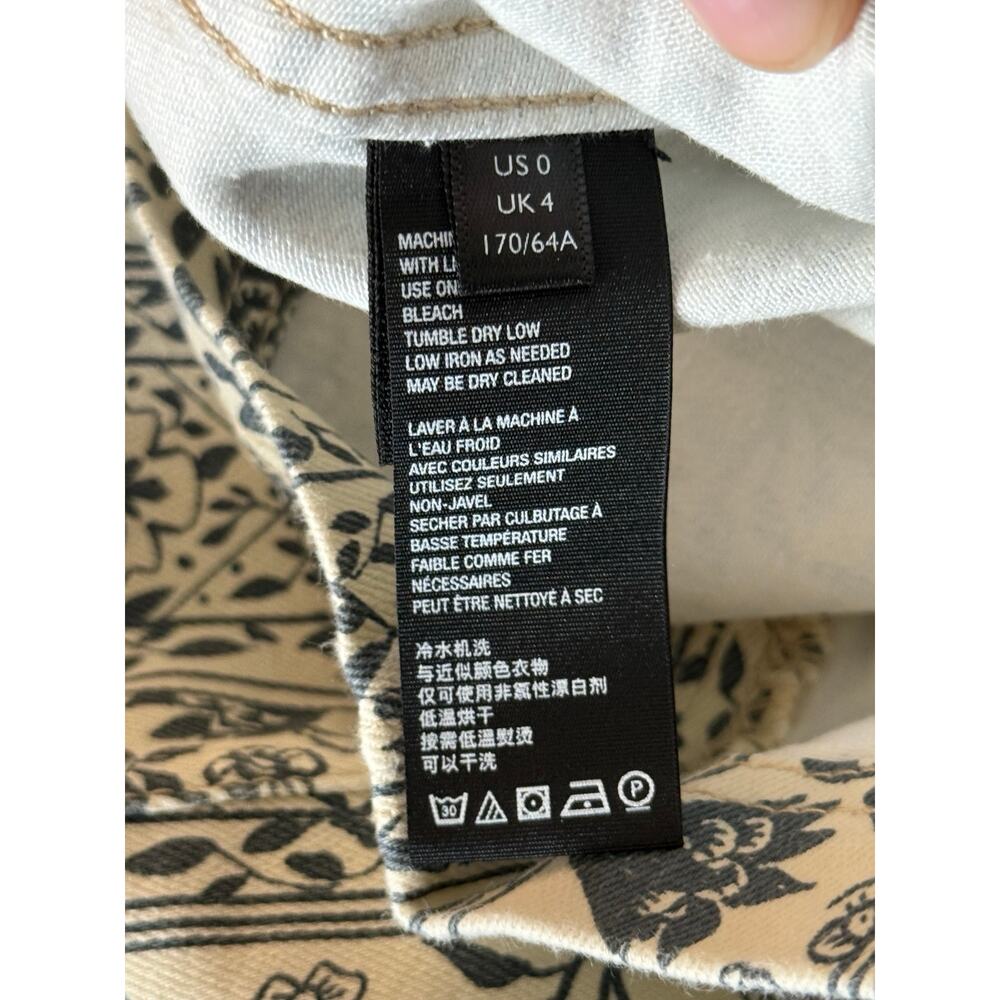 US 0
UK 4
170/64A
MACHIN
WITH LI
USE ON
BLEACH
TUMBLE DRY LOW
LOW IRON AS NEEDED
MAY BE DRY CLEANED
LAVER À LA MACHINE À
L'EAU FROID
AVEC COULEURS SIMILAIRES
UTILISEZ SEULEMENT
NON-JAVEL
SECHER PAR CULBUTAGE À
BASSE TEMPÉRATURE
FAIBLE COMME FER
NÉCESSAIRES
PEUT ÊTRE NETTOYÉ À SEC
冷水机洗
与近似颜色衣物
仅可使用非氯性漂白剂
低温烘干
按需低温熨烫
可以干洗
30 P